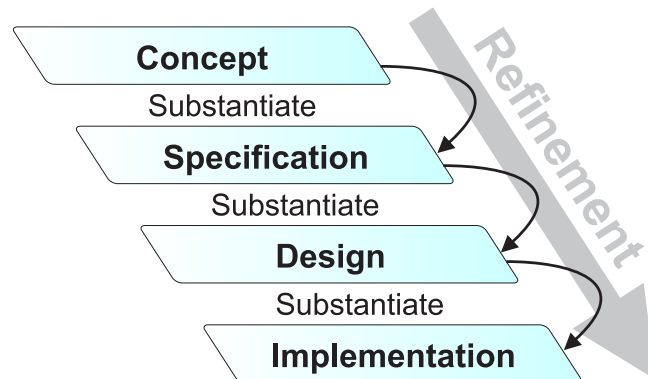 Concept
Substantiate
Specification
Substantiate
Design
Substantiate
Implementation
Refinement